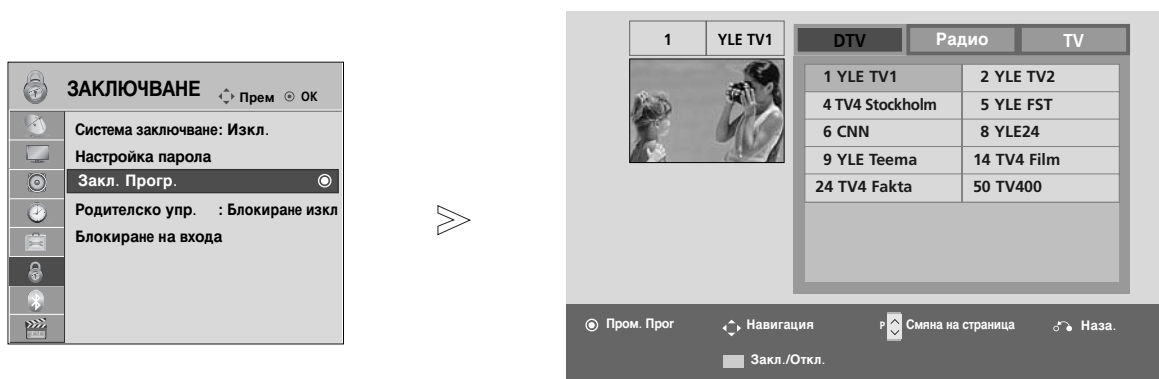 ЗАКЛЮЧВАНЕ Прем OK
Система заключване: Изкл.
Настройка парола
Закл. Прогр.
Родителско упр. : Блокиране изкл
Блокиране на входа
1 YLE TV1
DTV Радио TV
1 YLE TV1 2 YLE TV2
4 TV4 Stockholm 5 YLE FST
6 CNN 8 YLE24
9 YLE Teema 14 TV4 Film
24 TV4 Fakta 50 TV400
Пром. Прог Навигация P Смяна на страница Наза.
Закл./Откл.